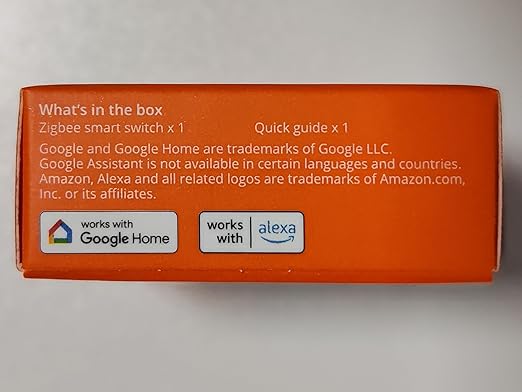 What's in the box
Zigbee smart switch x 1 Quick guide x 1
Google and Google Home are trademarks of Google LLC.
Google Assistant is not available in certain languages and countries.
Amazon, Alexa and all related logos are trademarks of Amazon.com,
Inc. or its affiliates.
works with
Google Home
works
with
alexa